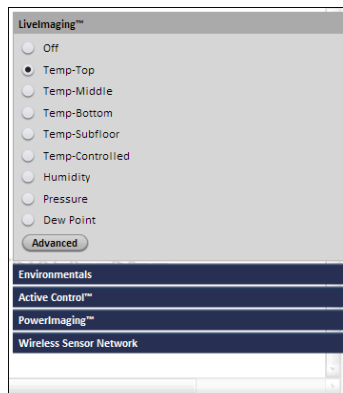 LiveImaging™
Off
Temp-Top
Temp-Middle
Temp-Bottom
Temp-Subfloor
Temp-Controlled
Humidity
Pressure
Dew Point
Advanced
Environmentals
Active Control™
PowerImaging™
Wireless Sensor Network